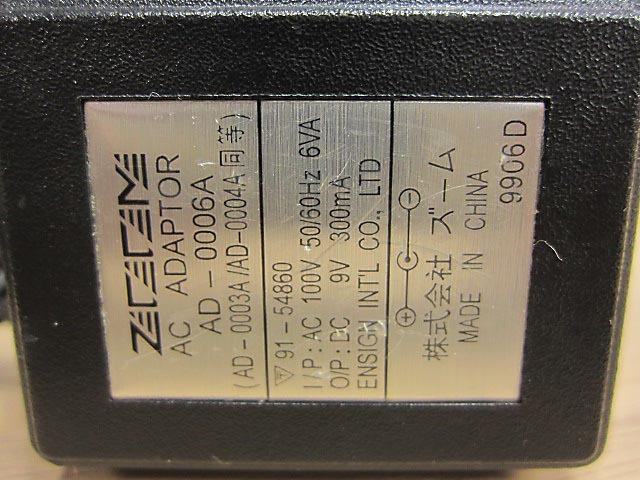 ZOOM
AC ADAPTOR
AD-0006A
(AD-0003A/AD-0004A同等)
▽T 91-54860
I/P: AC 100V 50/60Hz 6VA
O/P: DC 9V 300mA
ENSIGN INT'L CO., LTD
株式会社 ズーム
MADE IN CHINA
9906D